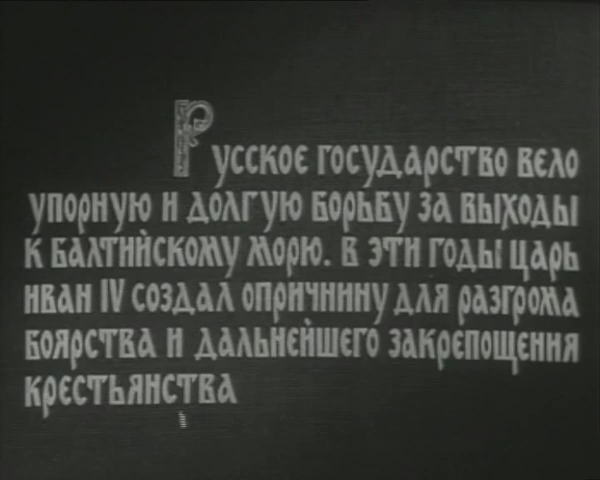 Русское государство вело
упорную и долгую борьбу за выходы
к Балтийскому морю. В эти годы царь
Иван IV создал опричнину для разгрома
боярства и дальнейшего закрепощения
крестьянства